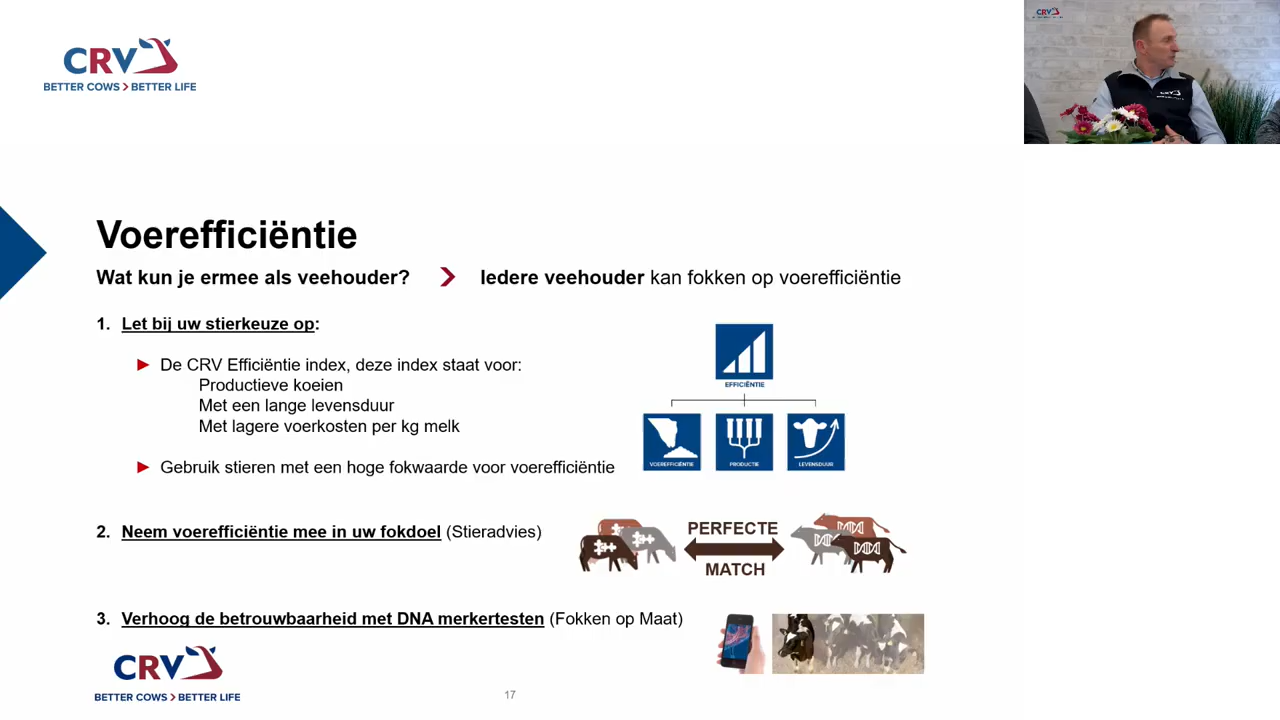 CRV
BETTER COWS > BETTER LIFE
CRV
CRV
Voerefficiëntie
Wat kun je ermee als veehouder? > Iedere veehouder kan fokken op voerefficiëntie
1. Let bij uw stierkeuze op:
► De CRV Efficiëntie index, deze index staat voor:
Productieve koeien
Met een lange levensduur
Met lagere voerkosten per kg melk
► Gebruik stieren met een hoge fokwaarde voor voerefficiëntie
EFFICIËNTIE
VOEREFFICIËNTIE PRODUCTIE LEVENSDUUR
2. Neem voerefficiëntie mee in uw fokdoel (Stieradvies)
PERFECTE
MATCH
3. Verhoog de betrouwbaarheid met DNA merkertesten (Fokken op Maat)
CRV
BETTER COWS > BETTER LIFE
17